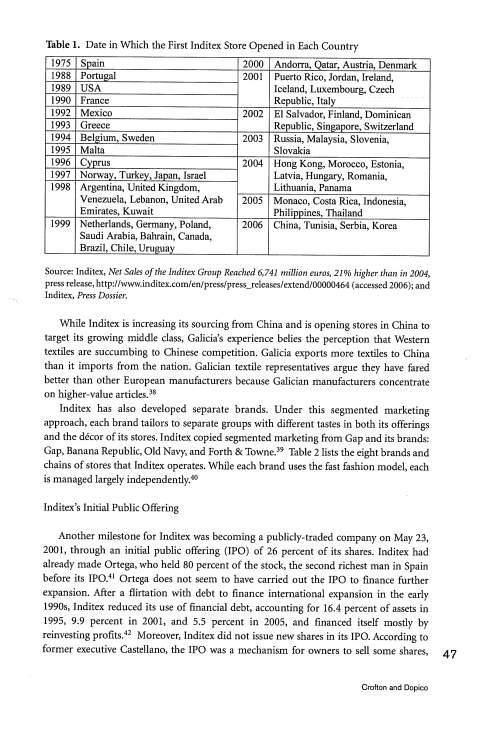 Table 1. Date in Which the First Inditex Store Opened in Each Country
1975 Spain
1988 Portugal
1989 USA
1990 France
1992 Mexico
1993 Greece
1994 Belgium, Sweden
1995 Malta
1996 Cyprus
1997 Norway, Turkey, Japan, Israel
1998 Argentina, United Kingdom,
Venezuela, Lebanon, United Arab
Emirates, Kuwait
1999 Netherlands, Germany, Poland,
Saudi Arabia, Bahrain, Canada,
Brazil, Chile, Uruguay
2000 Andorra, Qatar, Austria, Denmark
2001 Puerto Rico, Jordan, Ireland,
Iceland, Luxembourg, Czech
Republic, Italy
2002 El Salvador, Finland, Dominican
Republic, Singapore, Switzerland
2003 Russia, Malaysia, Slovenia,
Slovakia
2004 Hong Kong, Morocco, Estonia,
Latvia, Hungary, Romania,
Lithuania, Panama
2005 Monaco, Costa Rica, Indonesia,
Philippines, Thailand
2006 China, Tunisia, Serbia, Korea
Source: Inditex, Net Sales of the Inditex Group Reached 6,741 million euros, 21% higher than in 2004,
press release, http://www.inditex.com/en/press/press_releases/extend/00000464 (accessed 2006); and
Inditex, Press Dossier.
While Inditex is increasing its sourcing from China and is opening stores in China to
target its growing middle class, Galicia's experience belies the perception that Western
textiles are succumbing to Chinese competition. Galicia exports more textiles to China
than it imports from the nation. Galician textile representatives argue they have fared
better than other European manufacturers because Galician manufacturers concentrate
on higher-value articles.38
Inditex has also developed separate brands. Under this segmented marketing
approach, each brand tailors to separate groups with different tastes in both its offerings
and the décor of its stores. Inditex copied segmented marketing from Gap and its brands:
Gap, Banana Republic, Old Navy, and Forth & Towne.39 Table 2 lists the eight brands and
chains of stores that Inditex operates. While each brand uses the fast fashion model, each
is managed largely independently.40
Inditex's Initial Public Offering
Another milestone for Inditex was becoming a publicly-traded company on May 23,
2001, through an initial public offering (IPO) of 26 percent of its shares. Inditex had
already made Ortega, who held 80 percent of the stock, the second richest man in Spain
before its IPO.41 Ortega does not seem to have carried out the IPO to finance further
expansion. After a flirtation with debt to finance international expansion in the early
1990s, Inditex reduced its use of financial debt, accounting for 16.4 percent of assets in
1995, 9.9 percent in 2001, and 5.5 percent in 2005, and financed itself mostly by
reinvesting profits.42 Moreover, Inditex did not issue new shares in its IPO. According to
former executive Castellano, the IPO was a mechanism for owners to sell some shares,
47
Crofton and Dopico